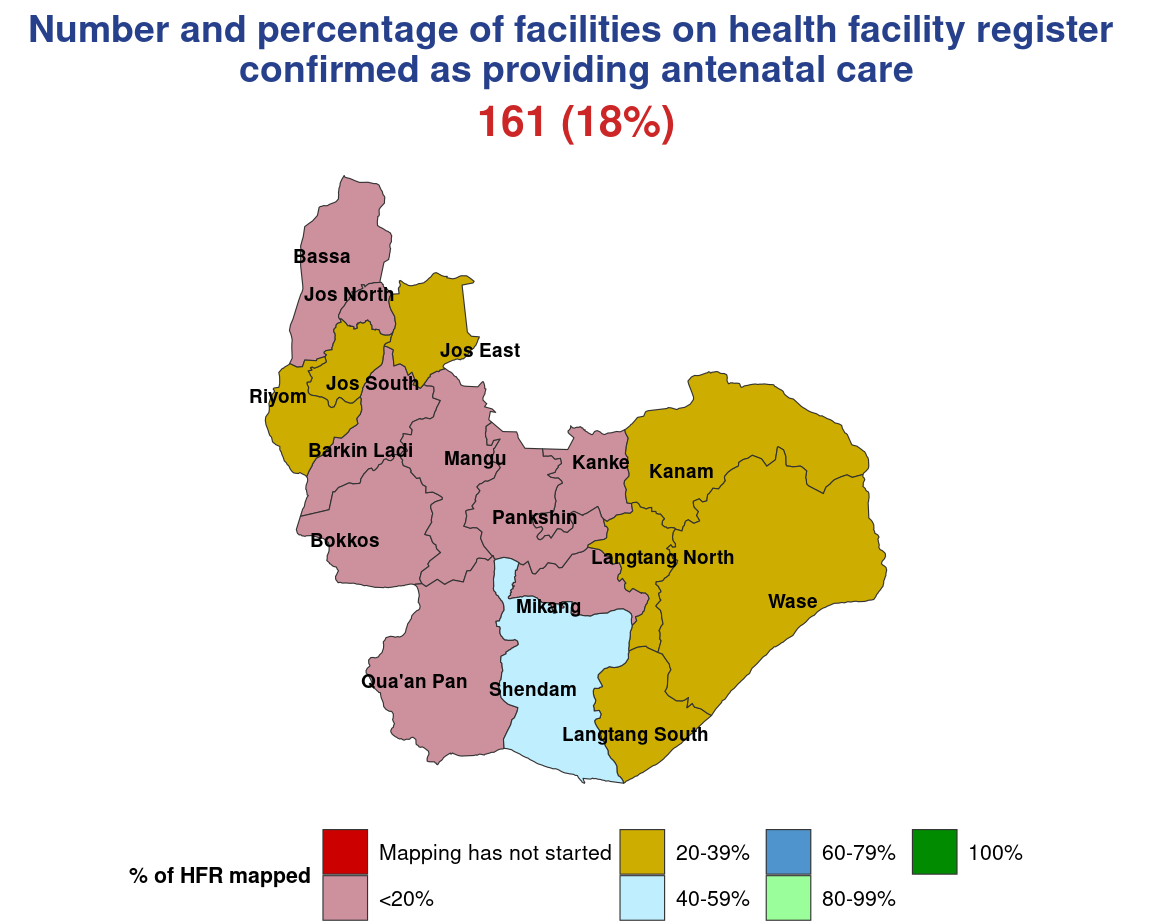 Number and percentage of facilities on health facility register
confirmed as providing antenatal care
161 (18%)
Bassa
Jos North
Jos East
Jos South
Riyom
Barkin Ladi
Mangu
Kanke
Kanam
Pankshin
Bokkos
Langtang North
Wase
Mikang
Qua'an Pan
Shendam
Langtang South
% of HFR mapped
Mapping has not started
<20%
20-39%
40-59%
60-79%
80-99%
100%